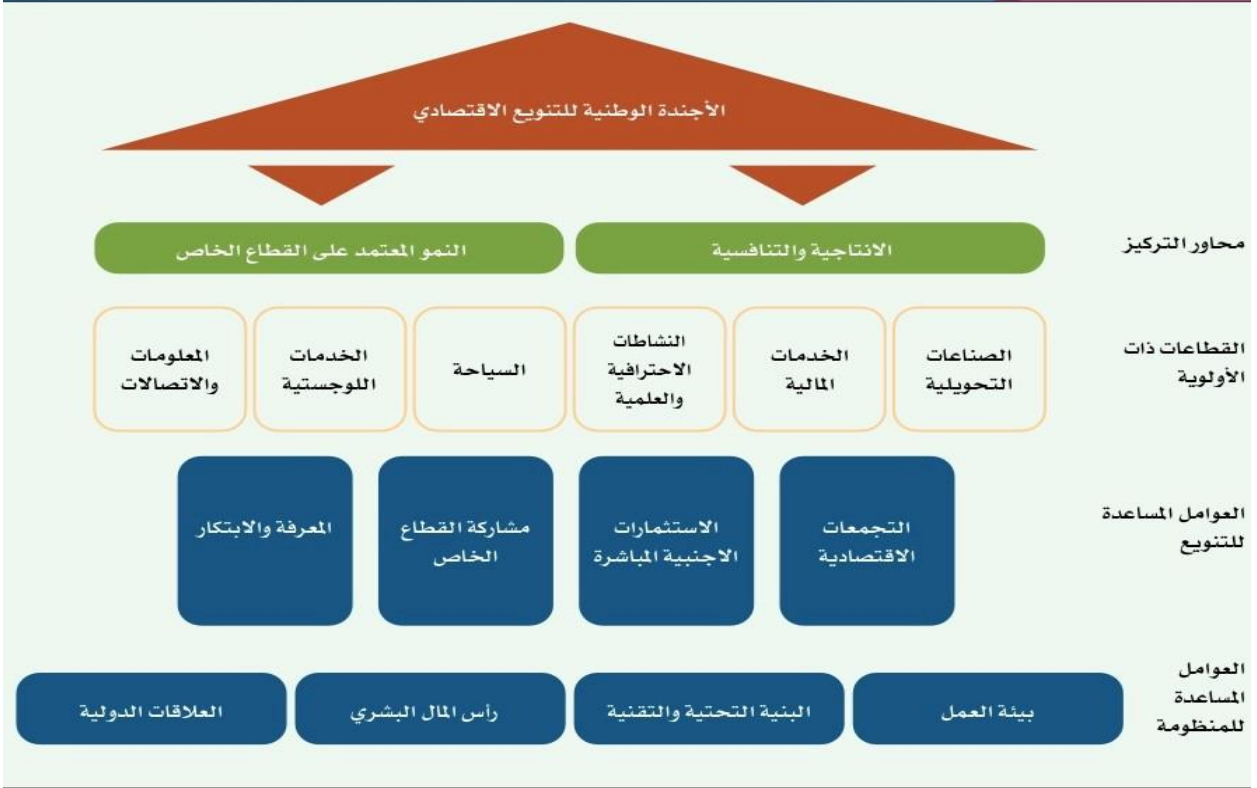 الأجندة الوطنية للتنويع الاقتصادي
محاور التركيز
الانتاجية والتنافسية
النمو المعتمد على القطاع الخاص
القطاعات ذات
الأولوية
الصناعات
التحويلية
الخدمات
المالية
النشاطات
الاحترافية
والعلمية
السياحة
الخدمات
اللوجستية
المعلومات
والاتصالات
العوامل المساعدة
للتنويع
التجمعات
الاقتصادية
الاستثمارات
الاجنبية المباشرة
مشاركة القطاع
الخاص
المعرفة والابتكار
العوامل
المساعدة
للمنظومة
بيئة العمل
البنية التحتية والتقنية
رأس المال البشري
العلاقات الدولية